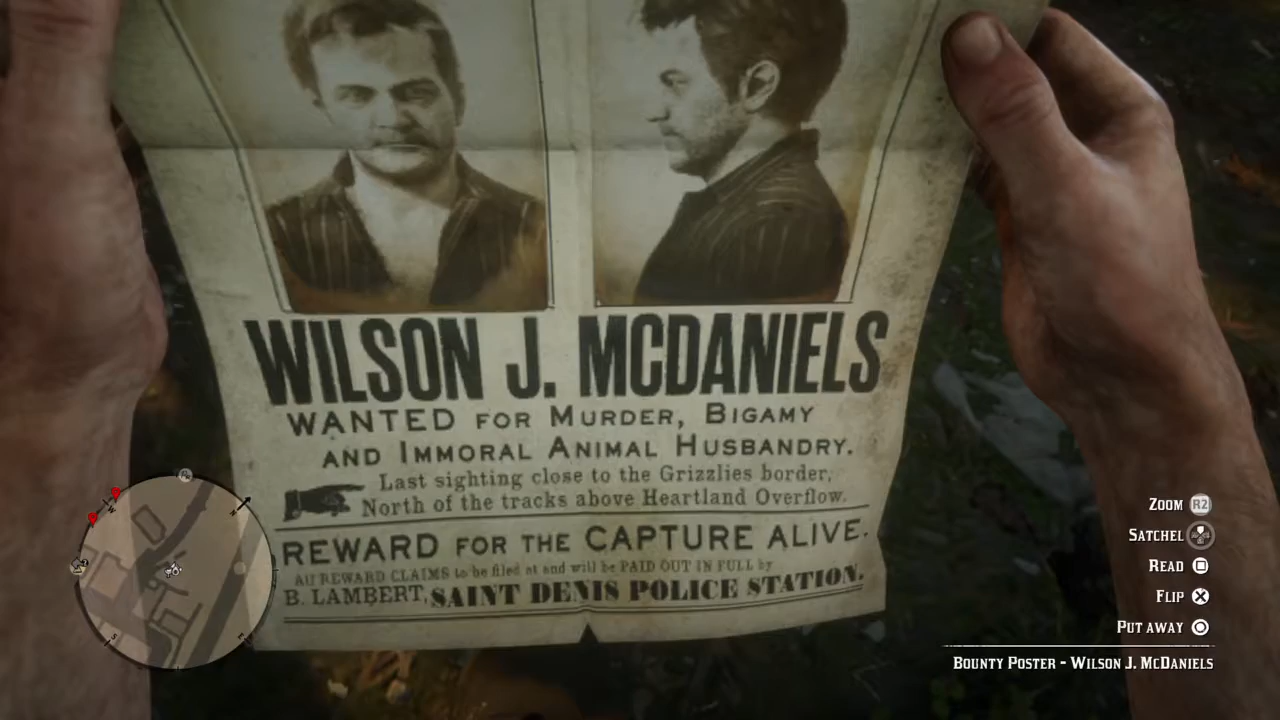 WILSON J. MCDANIELS
WANTED FOR MURDER, BIGAMY
AND IMMORAL ANIMAL HUSBANDRY.
Last sighting close to the Grizzlies border,
North of the tracks above Heartland Overflow.
REWARD FOR THE CAPTURE ALIVE.
All REWARD CLAIMS to be filed at and will be PAID OUT IN FULL by
B. LAMBERT, SAINT DENIS POLICE STATION.
ZOOM R2
SATCHEL
READ
FLIP
PUT AWAY
BOUNTY POSTER - WILSON J. MCDANIELS